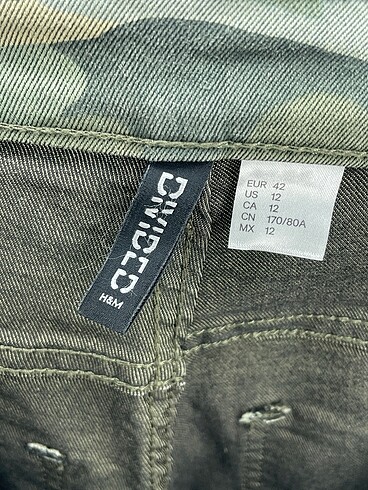 DIVIDED
H&M
EUR 42
US 12
CA 12
CN 170/80A
MX 12